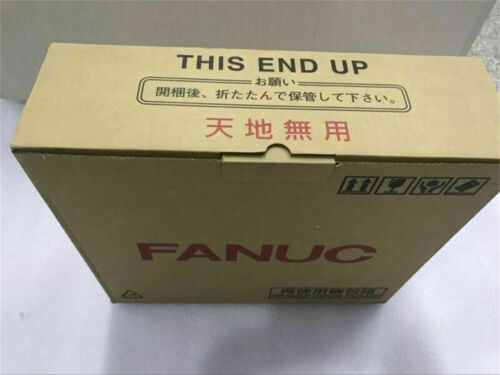 THIS END UP
お願い
開梱後、折たたんで保管して下さい。
天地無用
FANUC
再使用梱包箱